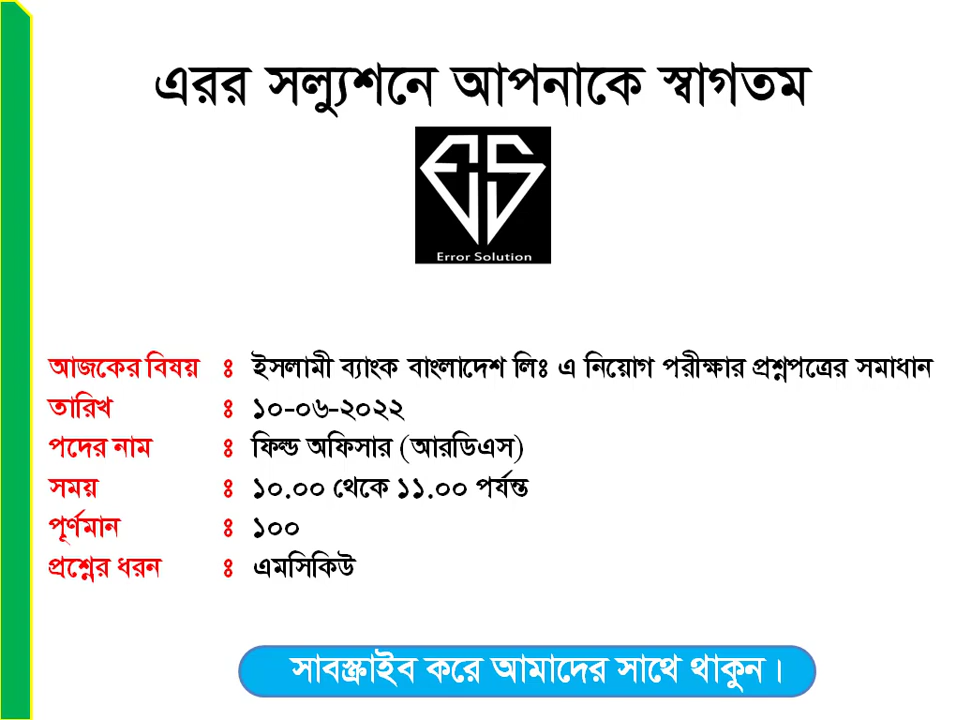 এরর সল্যুশনে আপনাকে স্বাগতম
ES
Error Solution
আজকের বিষয় ঃ ইসলামী ব্যাংক বাংলাদেশ লিঃ এ নিয়োগ পরীক্ষার প্রশ্নপত্রের সমাধান
তারিখ ঃ ১০-০৬-২০২২
পদের নাম ঃ ফিল্ড অফিসার (আরডিএস)
সময় ঃ ১০.০০ থেকে ১১.০০ পর্যন্ত
পূর্ণমান ঃ ১০০
প্রশ্নের ধরন ঃ এমসিকিউ
সাবস্ক্রাইব করে আমাদের সাথে থাকুন।